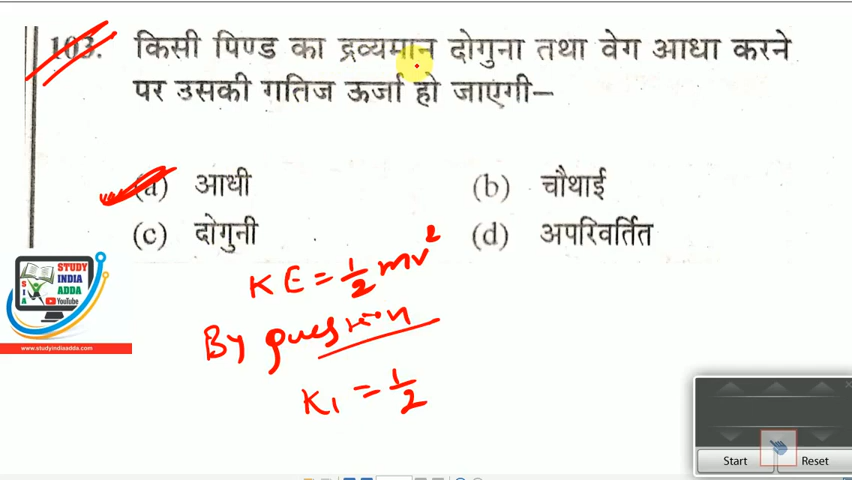 103. किसी पिण्ड का द्रव्यमान दोगुना तथा वेग आधा करने
पर उसकी गतिज ऊर्जा हो जाएगी–
(a) आधी (b) चौथाई
(c) दोगुनी (d) अपरिवर्तित
KE = 1/2 mv²
By question
K1 = 1/2
STUDY
INDIA
ADDA
YouTube
SIA
www.studyindiaadda.com
Start Reset